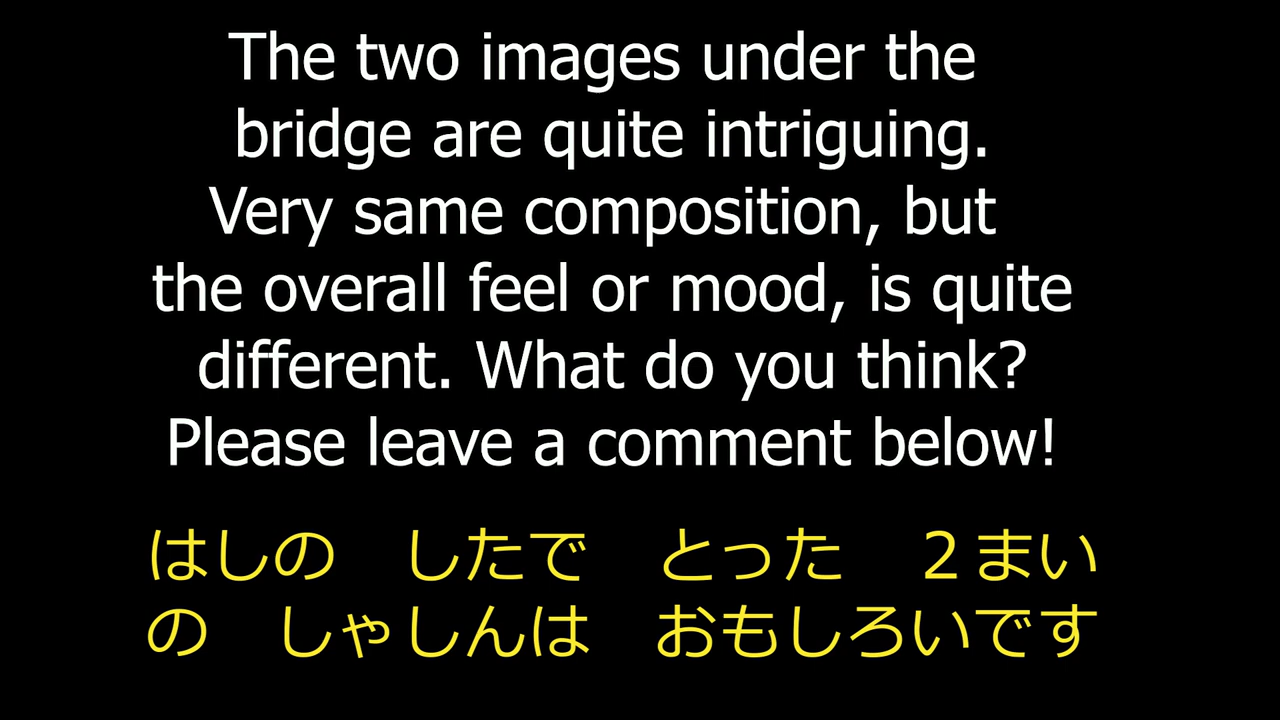 The two images under the
bridge are quite intriguing.
Very same composition, but
the overall feel or mood, is quite
different. What do you think?
Please leave a comment below!
はしの　したで　とった　２まい
の　しゃしんは　おもしろいです